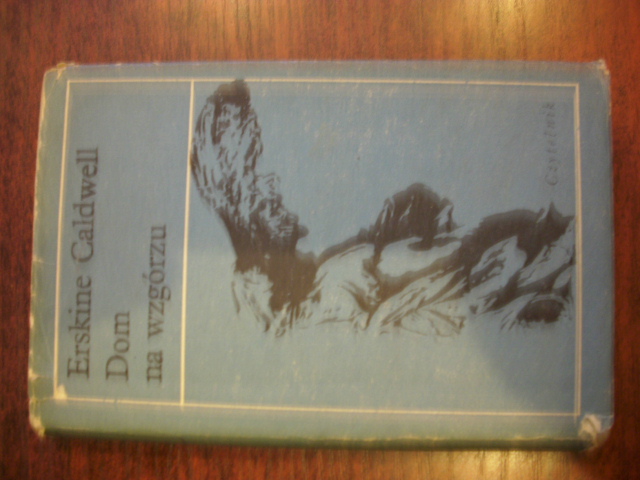 Erskine Caldwell
Dom
na wzgórzu
Czytelnik